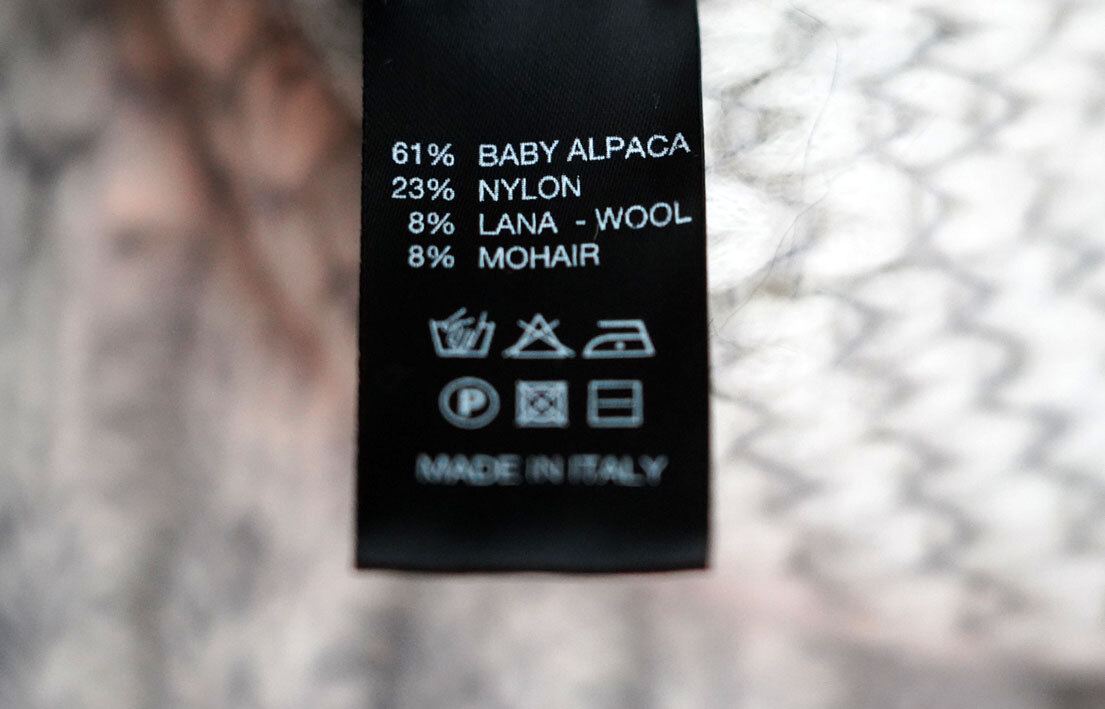 61% BABY ALPACA
23% NYLON
8% LANA - WOOL
8% MOHAIR
P
MADE IN ITALY